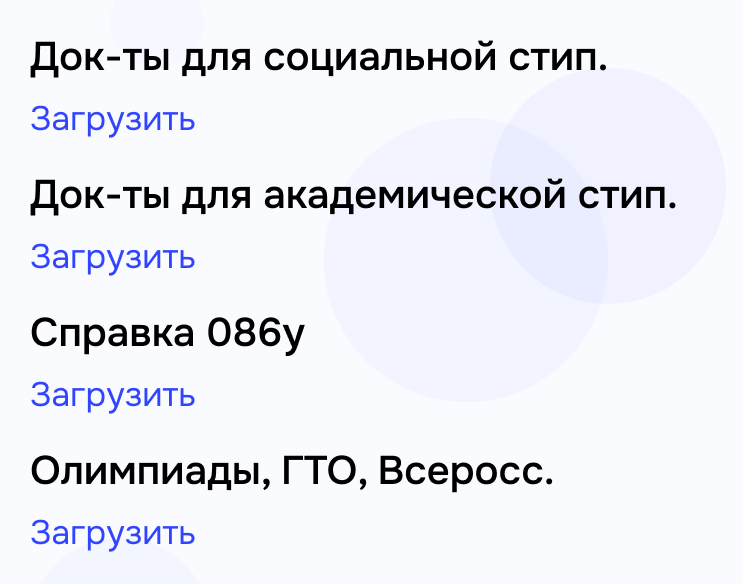 Док-ты для социальной стип.
Загрузить
Док-ты для академической стип.
Загрузить
Справка 086у
Загрузить
Олимпиады, ГТО, Всеросс.
Загрузить